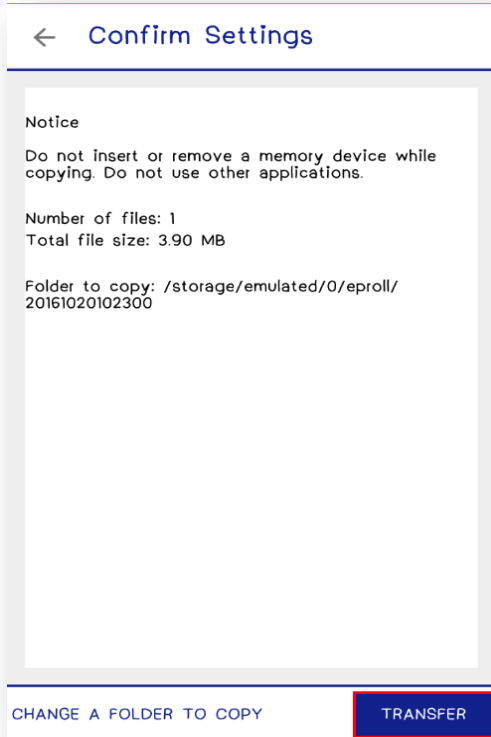 Confirm Settings
Notice
Do not insert or remove a memory device while
copying. Do not use other applications.
Number of files: 1
Total file size: 3.90 MB
Folder to copy: /storage/emulated/0/eproll/
20161020102300
CHANGE A FOLDER TO COPY
TRANSFER